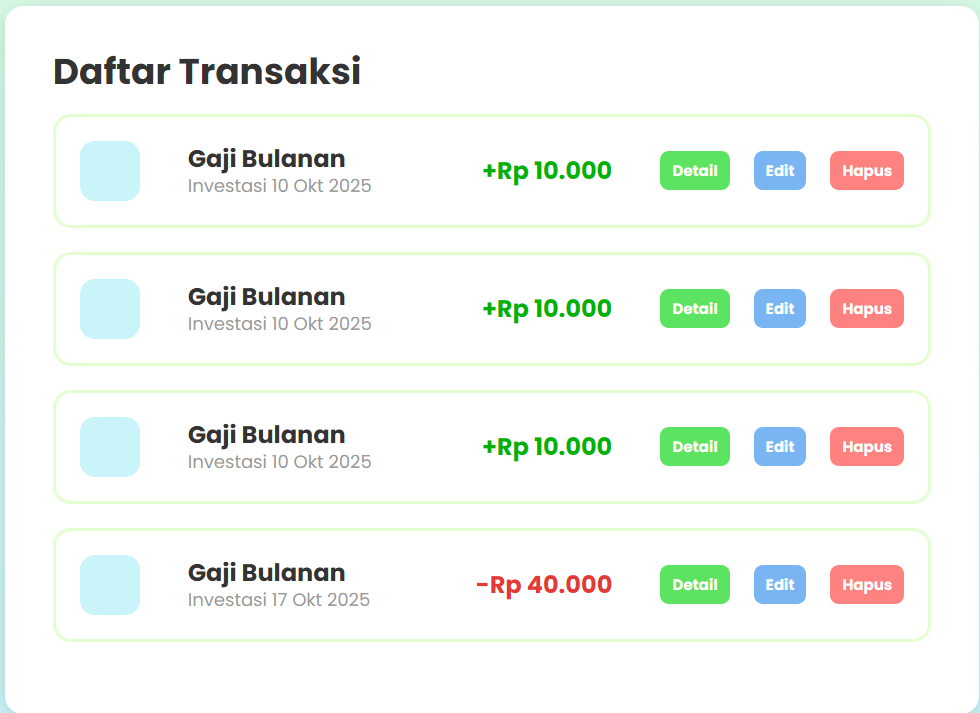 Daftar Transaksi
Gaji Bulanan
Investasi 10 Okt 2025
+Rp 10.000
Detail
Edit
Hapus
Gaji Bulanan
Investasi 10 Okt 2025
+Rp 10.000
Detail
Edit
Hapus
Gaji Bulanan
Investasi 10 Okt 2025
+Rp 10.000
Detail
Edit
Hapus
Gaji Bulanan
Investasi 17 Okt 2025
-Rp 40.000
Detail
Edit
Hapus